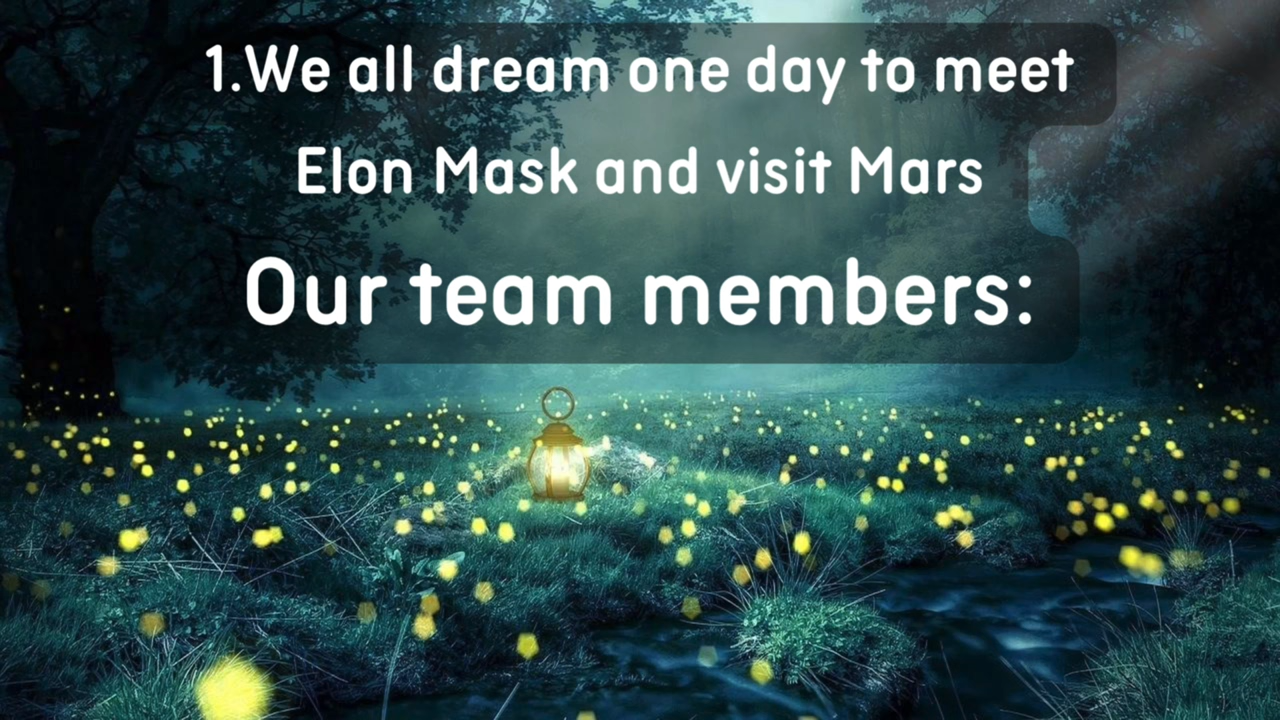 1.We all dream one day to meet
Elon Mask and visit Mars
Our team members: